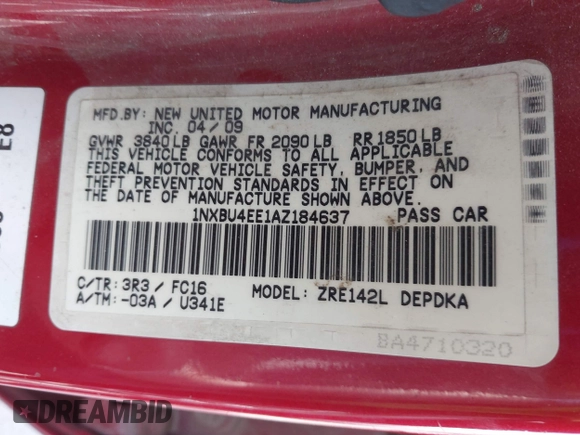 MFD.BY: NEW UNITED MOTOR MANUFACTURING
INC. 04/09
GVWR 3840LB GAWR FR 2090LB RR 1850LB
THIS VEHICLE CONFORMS TO ALL APPLICABLE
FEDERAL MOTOR VEHICLE SAFETY, BUMPER, AND
THEFT PREVENTION STANDARDS IN EFFECT ON
THE DATE OF MANUFACTURE SHOWN ABOVE.
1NXBU4EE1AZ184637 PASS CAR
C/TR: 3R3 / FC16
A/TM: -03A / U341E
MODEL: ZRE142L DEPDKA
BA4710320
DREAMBID